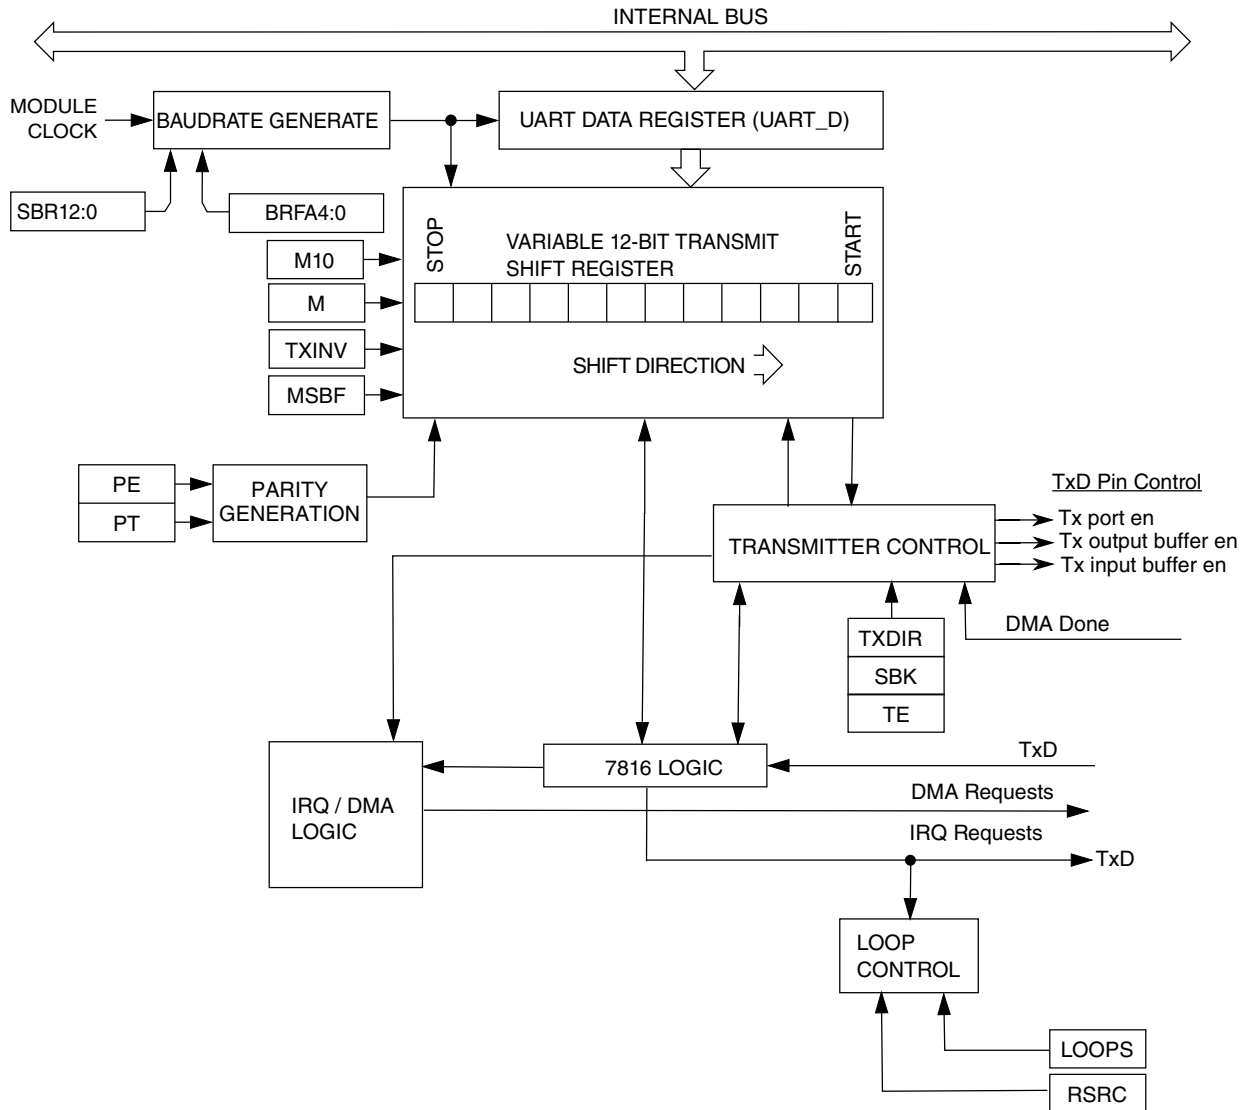 INTERNAL BUS
MODULE
CLOCK
BAUDRATE GENERATE
UART DATA REGISTER (UART_D)
SBR12:0
BRFA4:0
M10
M
TXINV
MSBF
STOP
VARIABLE 12-BIT TRANSMIT
SHIFT REGISTER
START
SHIFT DIRECTION
PE
PT
PARITY
GENERATION
TRANSMITTER CONTROL
TxD Pin Control
Tx port en
Tx output buffer en
Tx input buffer en
DMA Done
TXDIR
SBK
TE
7816 LOGIC
TxD
IRQ / DMA
LOGIC
DMA Requests
IRQ Requests
TxD
LOOP
CONTROL
LOOPS
RSRC